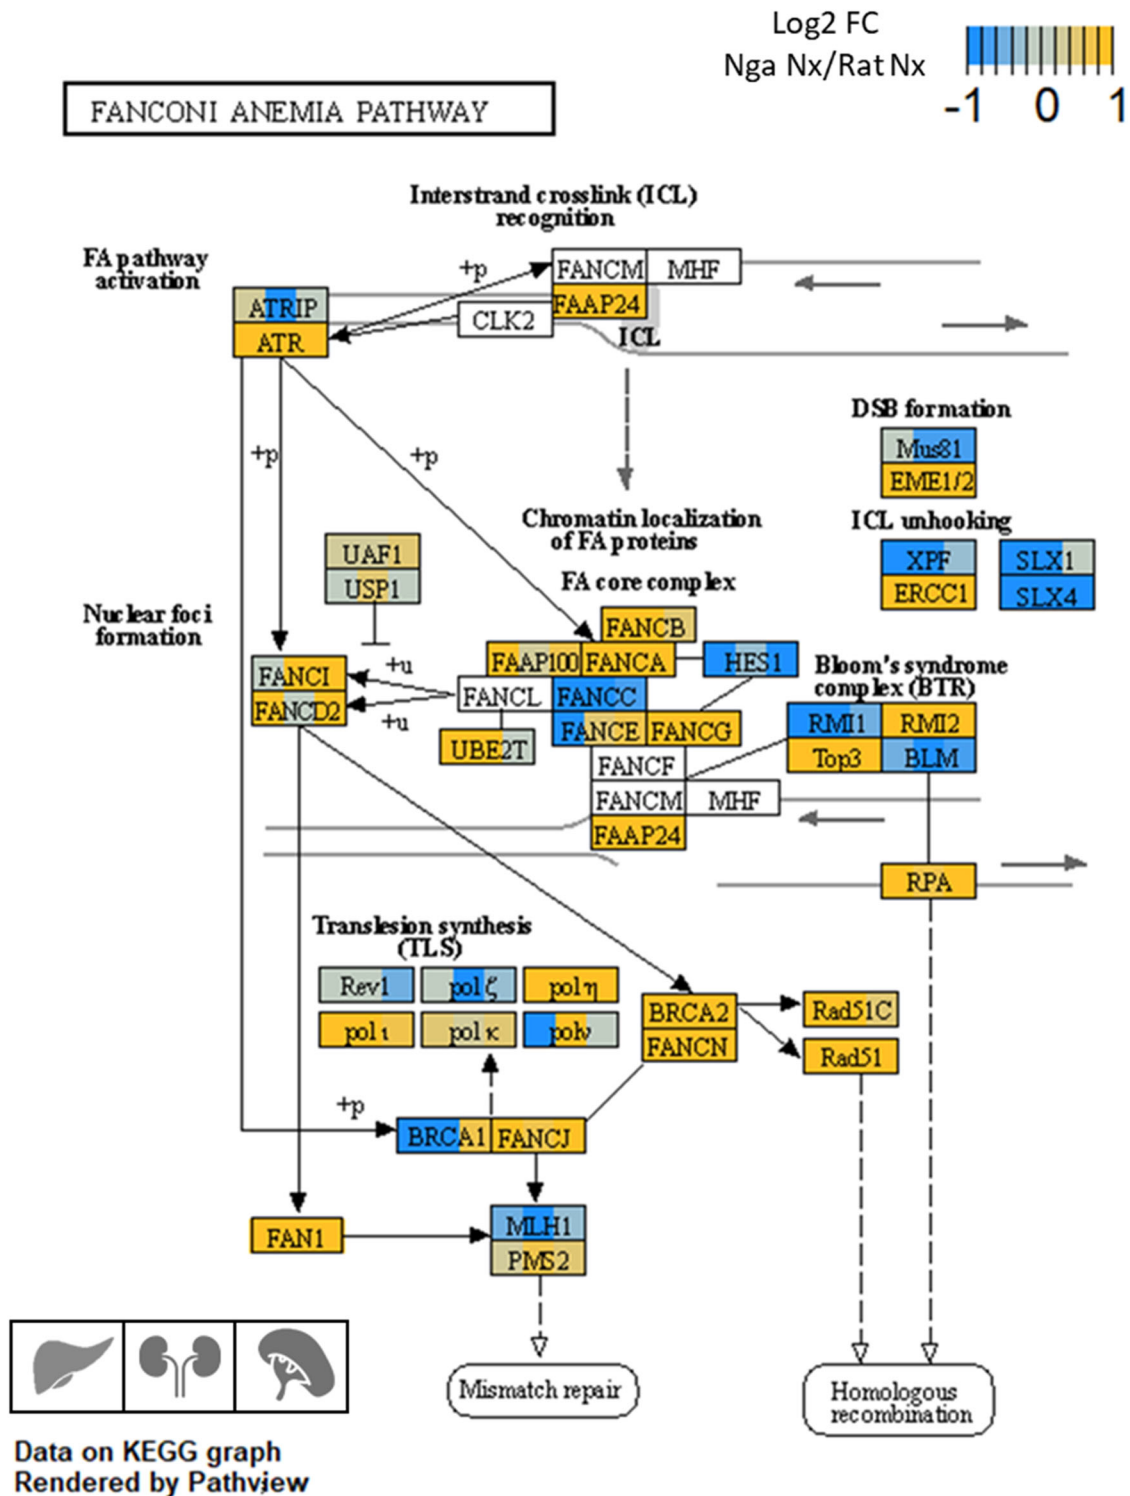 Log2 FC
Nga Nx/Rat Nx
-1 0 1
FANCONI ANEMIA PATHWAY
Interstrand crosslink (ICL)
recognition
FA pathway
activation
+p
FANCM MHF
ATRIP
FAAP24
CLK2
ATR
ICL
DSB formation
Mus81
EME1/2
+p
+p
Chromatin localization
of FA proteins
ICL unhooking
UAF1
USP1
XPF SLX1
ERCC1 SLX4
FA core complex
Nuclear foci
formation
FANCB
FAAP100 FANCA HES1
Bloom's syndrome
complex (BTR)
FANCI
+u
FANCL FANCC
FANCD2
+u
FANCE FANCG
RMI1 RMI2
UBE2T
Top3 BLM
FANCF
FANCM MHF
FAAP24
RPA
Translesion synthesis
(TLS)
Rev1 pol ζ pol η
pol ι pol κ polν
BRCA2
FANCN
Rad51C
Rad51
+p
BRCA1 FANCJ
FAN1
MLH1
PMS2
Mismatch repair
Homologous
recombination
Data on KEGG graph
Rendered by Pathview